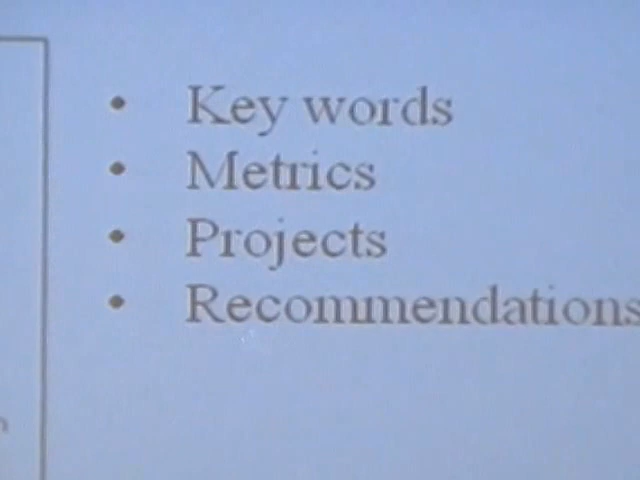 • Key words
• Metrics
• Projects
• Recommendations